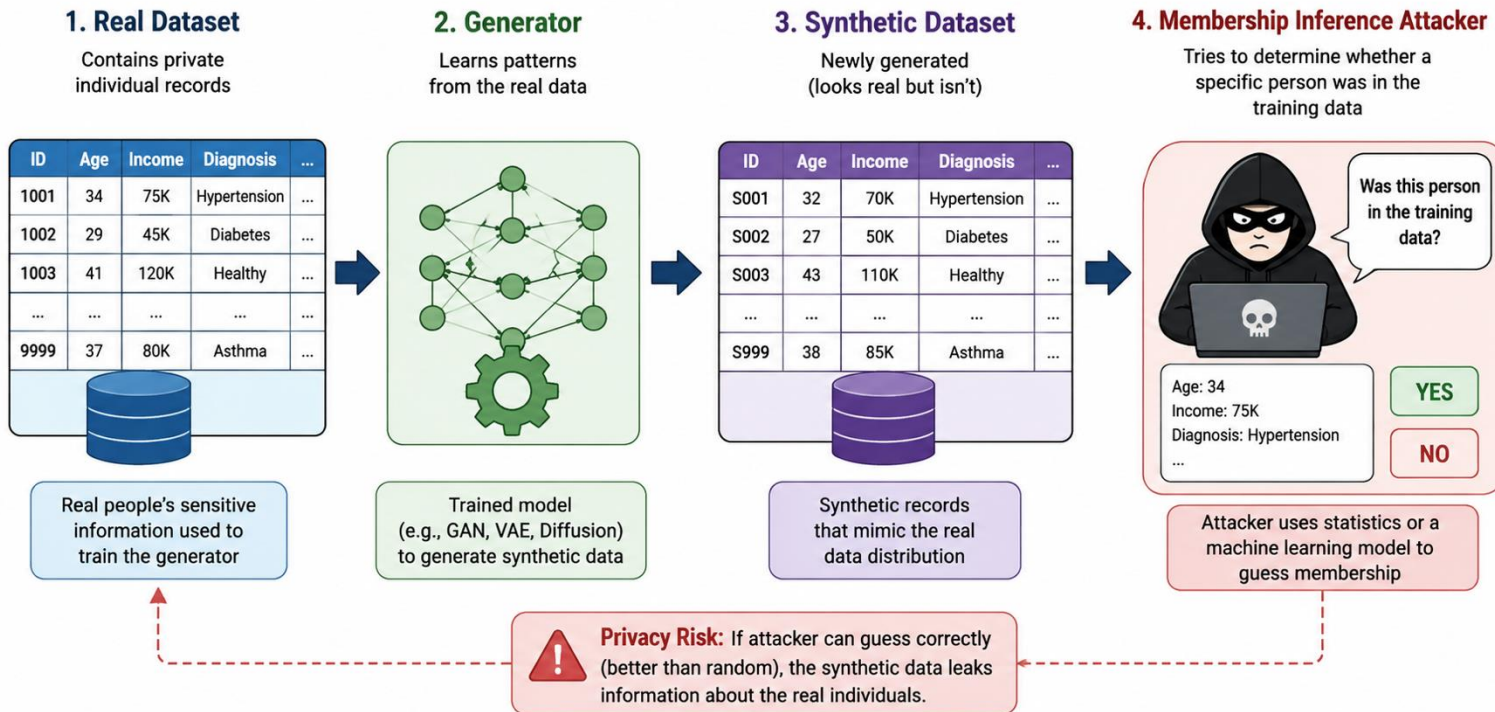 1. Real Dataset
Contains private
individual records
ID Age Income Diagnosis ...
1001 34 75K Hypertension ...
1002 29 45K Diabetes ...
1003 41 120K Healthy ...
... ... ... ... ...
9999 37 80K Asthma ...
Real people's sensitive
information used to
train the generator
2. Generator
Learns patterns
from the real data
Trained model
(e.g., GAN, VAE, Diffusion)
to generate synthetic data
3. Synthetic Dataset
Newly generated
(looks real but isn't)
ID Age Income Diagnosis ...
S001 32 70K Hypertension ...
S002 27 50K Diabetes ...
S003 43 110K Healthy ...
... ... ... ... ...
S999 38 85K Asthma ...
Synthetic records
that mimic the real
data distribution
4. Membership Inference Attacker
Tries to determine whether a
specific person was in the
training data
Was this person
in the training
data?
Age: 34
Income: 75K
Diagnosis: Hypertension
...
YES
NO
Attacker uses statistics or a
machine learning model to
guess membership
Privacy Risk: If attacker can guess correctly
(better than random), the synthetic data leaks
information about the real individuals.